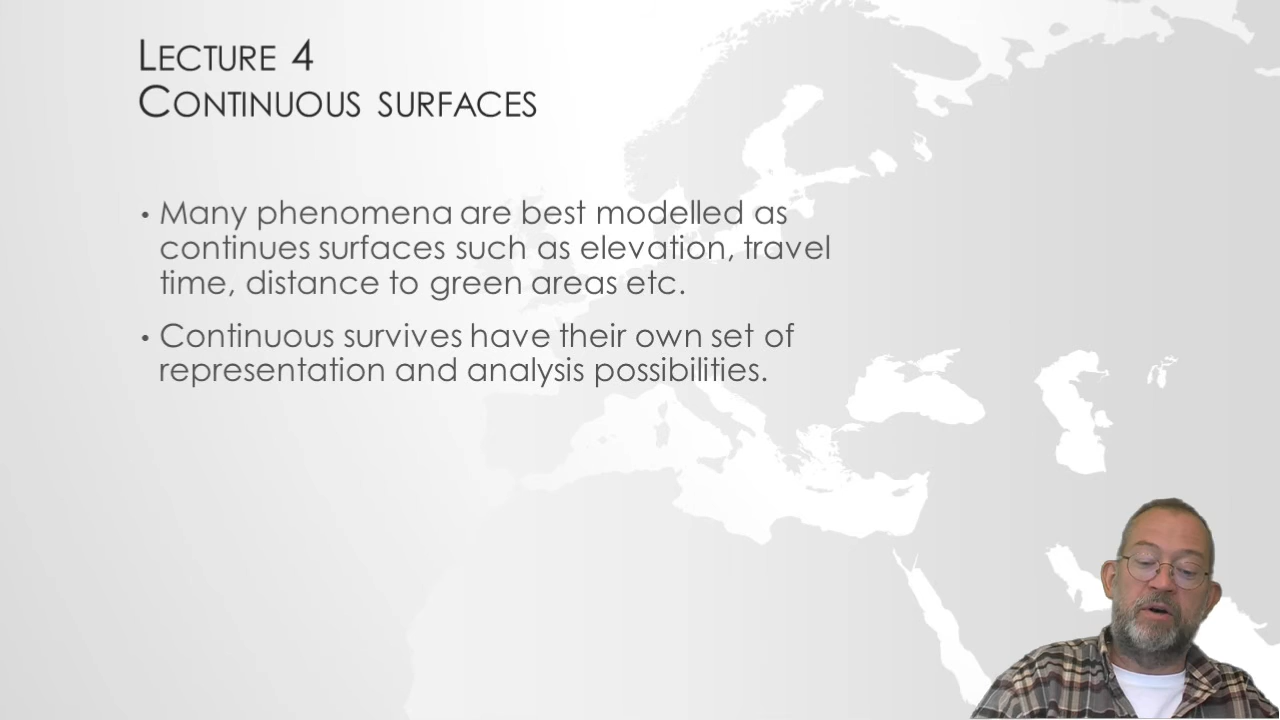 Lecture 4
Continuous surfaces
• Many phenomena are best modelled as
continues surfaces such as elevation, travel
time, distance to green areas etc.
• Continuous survives have their own set of
representation and analysis possibilities.